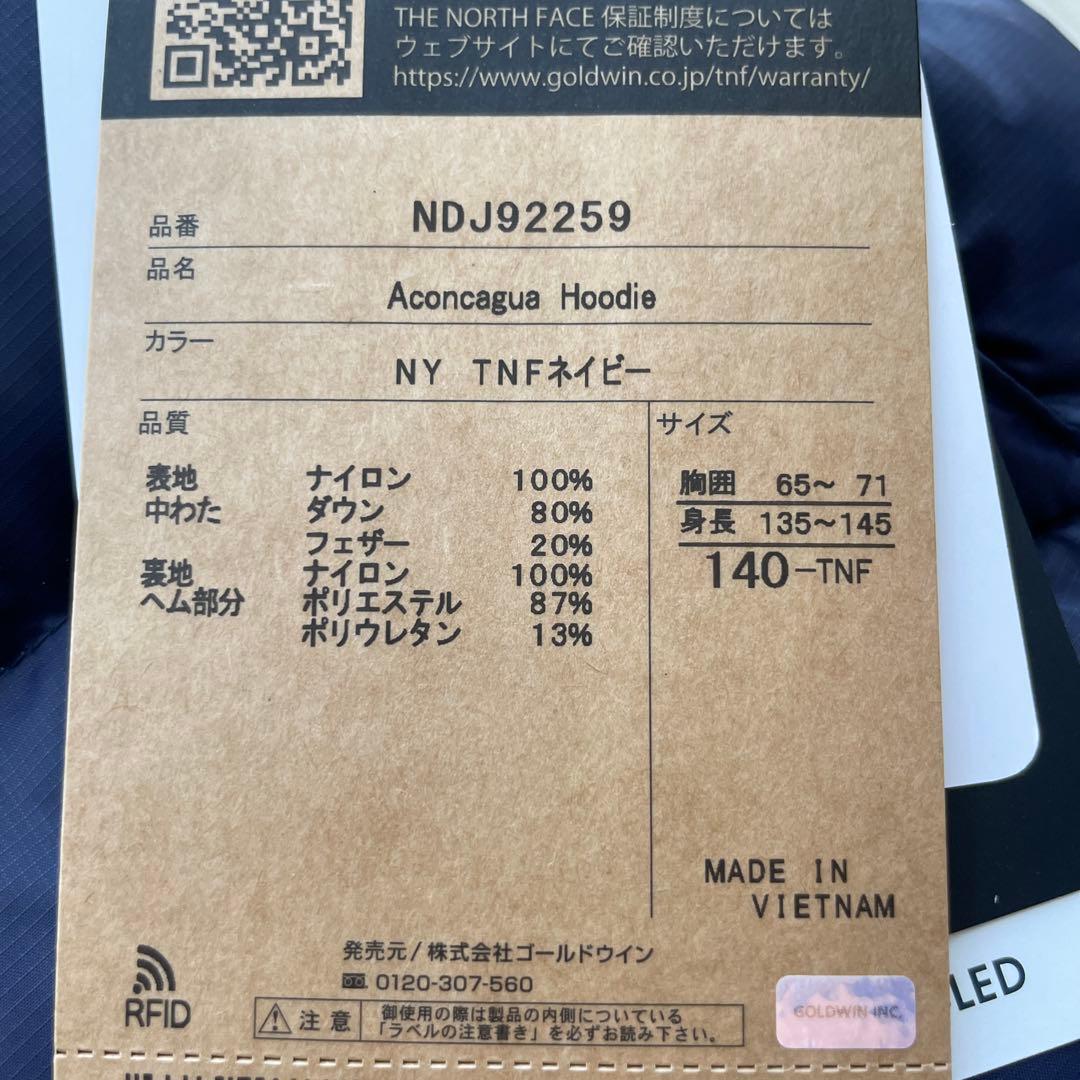 THE NORTH FACE 保証制度については
ウェブサイトにてご確認いただけます。
https://www.goldwin.co.jp/tnf/warranty/
品番 NDJ92259
品名
Aconcagua Hoodie
カラー
NY TNFネイビー
品質
サイズ
表地 ナイロン 100%
中わた ダウン 80%
フェザー 20%
裏地 ナイロン 100%
ヘム部分 ポリエステル 87%
ポリウレタン 13%
胸囲 65~ 71
身長 135~145
140-TNF
MADE IN
VIETNAM
発売元/株式会社ゴールドウイン
0120-307-560
RFID
注意
御使用の際は製品の内側についている
「ラベルの注意書き」を必ずお読み下さい。
GOLDWIN INC.
LED